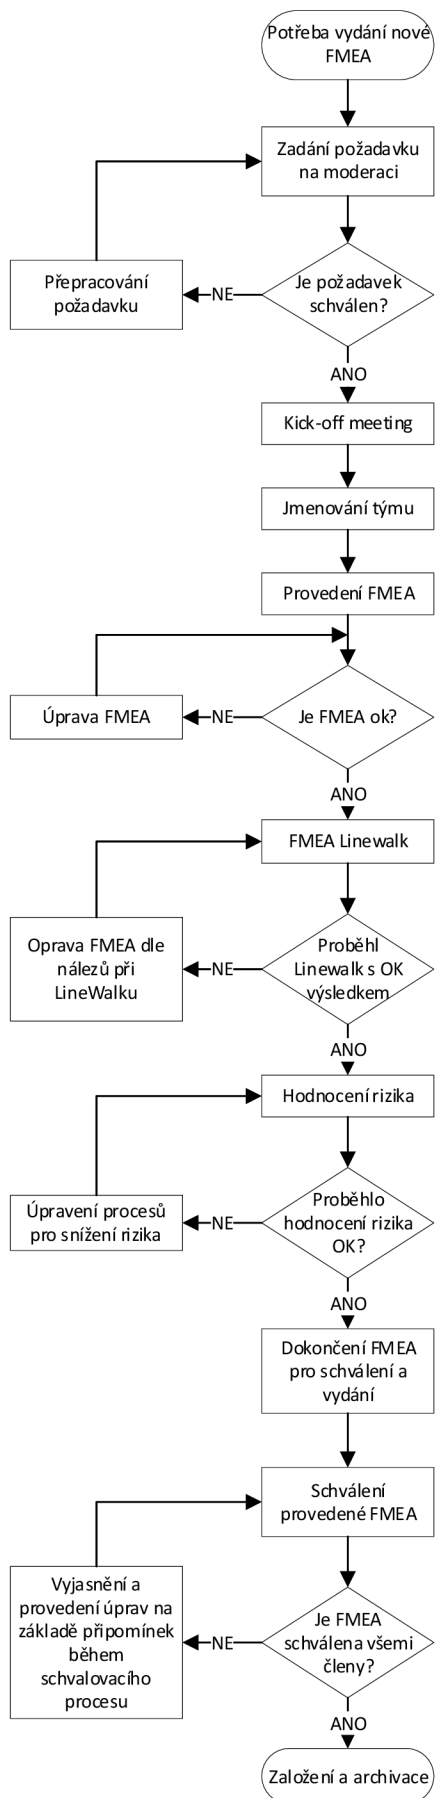 Potřeba vydání nové
FMEA
Zadání požadavku
na moderaci
Přepracování
požadavku
NE
Je požadavek
schválen?
ANO
Kick-off meeting
Jmenování týmu
Provedení FMEA
Úprava FMEA
NE
Je FMEA ok?
ANO
FMEA Linewalk
Oprava FMEA dle
nálezů při
LineWalku
NE
Proběhl
Linewalk s OK
výsledkem
ANO
Hodnocení rizika
Úpravení procesů
pro snížení rizika
NE
Proběhlo
hodnocení rizika
OK?
ANO
Dokončení FMEA
pro schválení a
vydání
Schválení
provedené FMEA
Vyjasnění a
provedení úprav na
základě připomínek
během
schvalovacího
procesu
NE
Je FMEA
schválena všemi
členy?
ANO
Založení a archivace